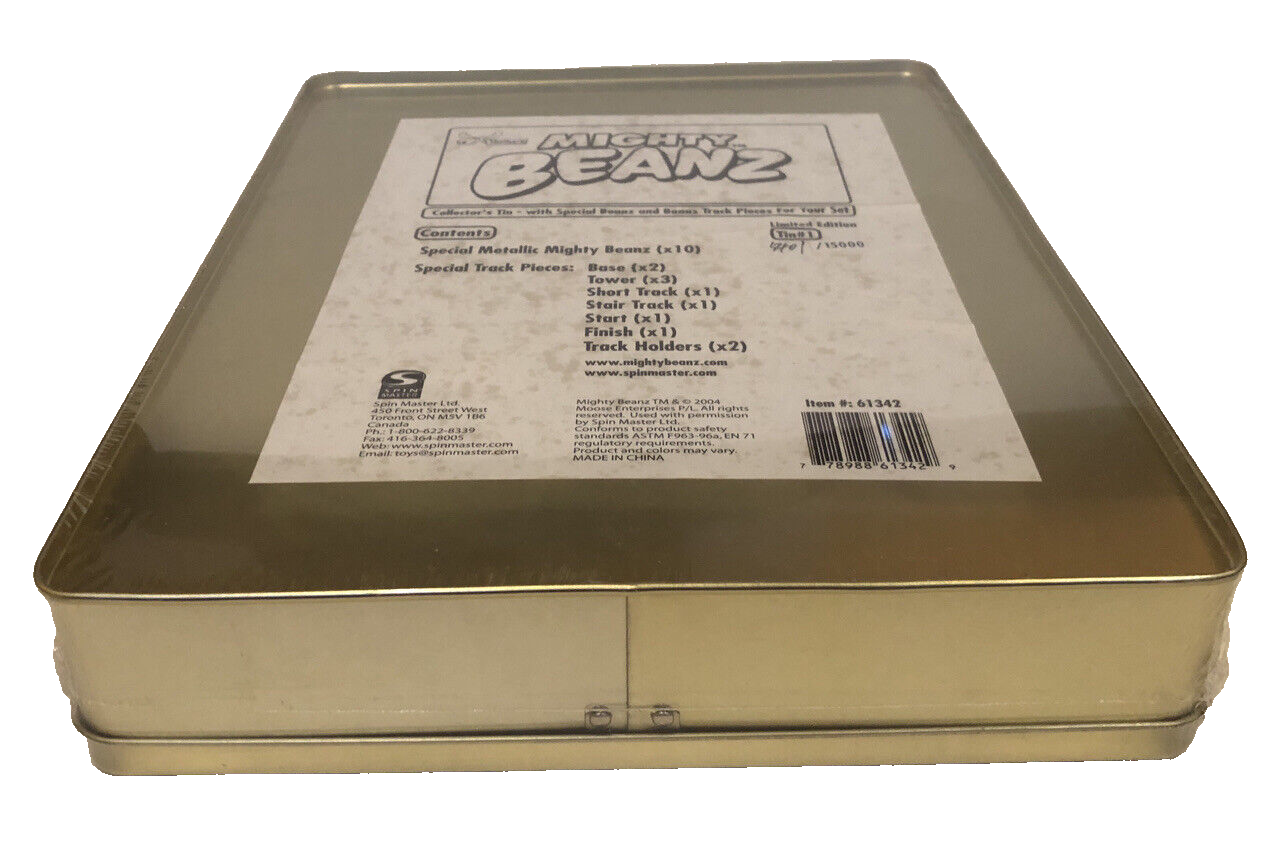 MIGHTY
BEANZ
Collector's Tin - with Special Beanz and Bonus Track Pieces For Your Set
Contents
Limited Edition
Tin#1
/15000
Special Metallic Mighty Beanz (x10)
Special Track Pieces: Base (x2)
Tower (x3)
Short Track (x1)
Stair Track (x1)
Start (x1)
Finish (x1)
Track Holders (x2)
www.mightybeanz.com
www.spinmaster.com
SPIN
MASTER
Spin Master Ltd.
450 Front Street West
Toronto, ON M5V 1B6
Canada
Ph.: 1-800-622-8339
Fax: 416-364-8005
Web: www.spinmaster.com
Email: toys@spinmaster.com
Mighty Beanz TM & © 2004
Moose Enterprises P/L. All rights
reserved. Used with permission
by Spin Master Ltd.
Conforms to product safety
standards ASTM F963-96a, EN 71
regulatory requirements.
Product and colors may vary.
MADE IN CHINA
Item #: 61342
7 78988 61342 9